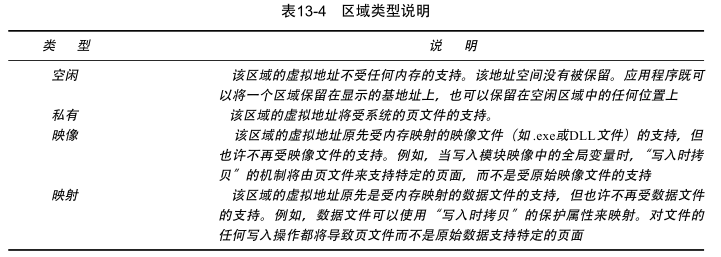 表13-4 区域类型说明
类 型 说 明
空闲 该区域的虚拟地址不受任何内存的支持。该地址空间没有被保留。应用程序既可
以将一个区域保留在显示的基地址上，也可以保留在空闲区域中的任何位置上
私有 该区域的虚拟地址将受系统的页文件的支持。
映像 该区域的虚拟地址原先受内存映射的映像文件（如 .exe或DLL文件）的支持，但
也许不再受映像文件的支持。例如，当写入模块映像中的全局变量时，“写入时拷
贝”的机制将由页文件来支持特定的页面，而不是受原始映像文件的支持
映射 该区域的虚拟地址原先是受内存映射的数据文件的支持，但也许不再受数据文件
的支持。例如，数据文件可以使用“写入时拷贝”的保护属性来映射。对文件的
任何写入操作都将导致页文件而不是原始数据支持特定的页面